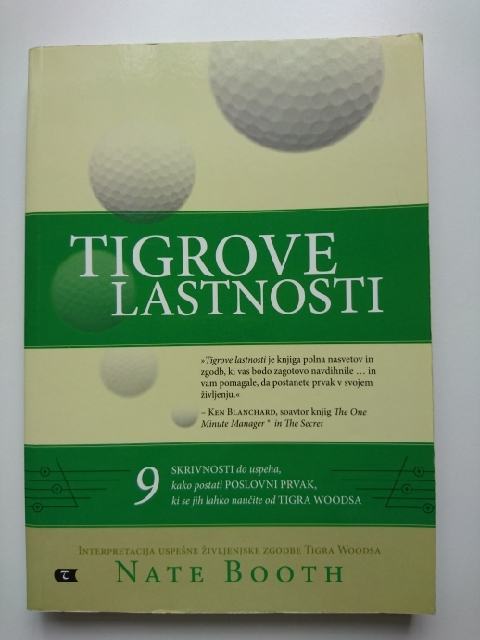 TIGROVE
LASTNOSTI
»Tigrove lastnosti je knjiga polna nasvetov in
zgodb, ki vas bodo zagotovo navdihnile ... in
vam pomagale, da postanete prvak v svojem
življenju.«
– KEN BLANCHARD, soavtor knjig The One
Minute Manager ® in The Secret
9
SKRIVNOSTI do uspeha,
kako postati POSLOVNI PRVAK,
ki se jih lahko naučite od TIGRA WOODSA
INTERPRETACIJA USPEŠNE ŽIVLJENJSKE ZGODBE TIGRA WOODSA
NATE BOOTH